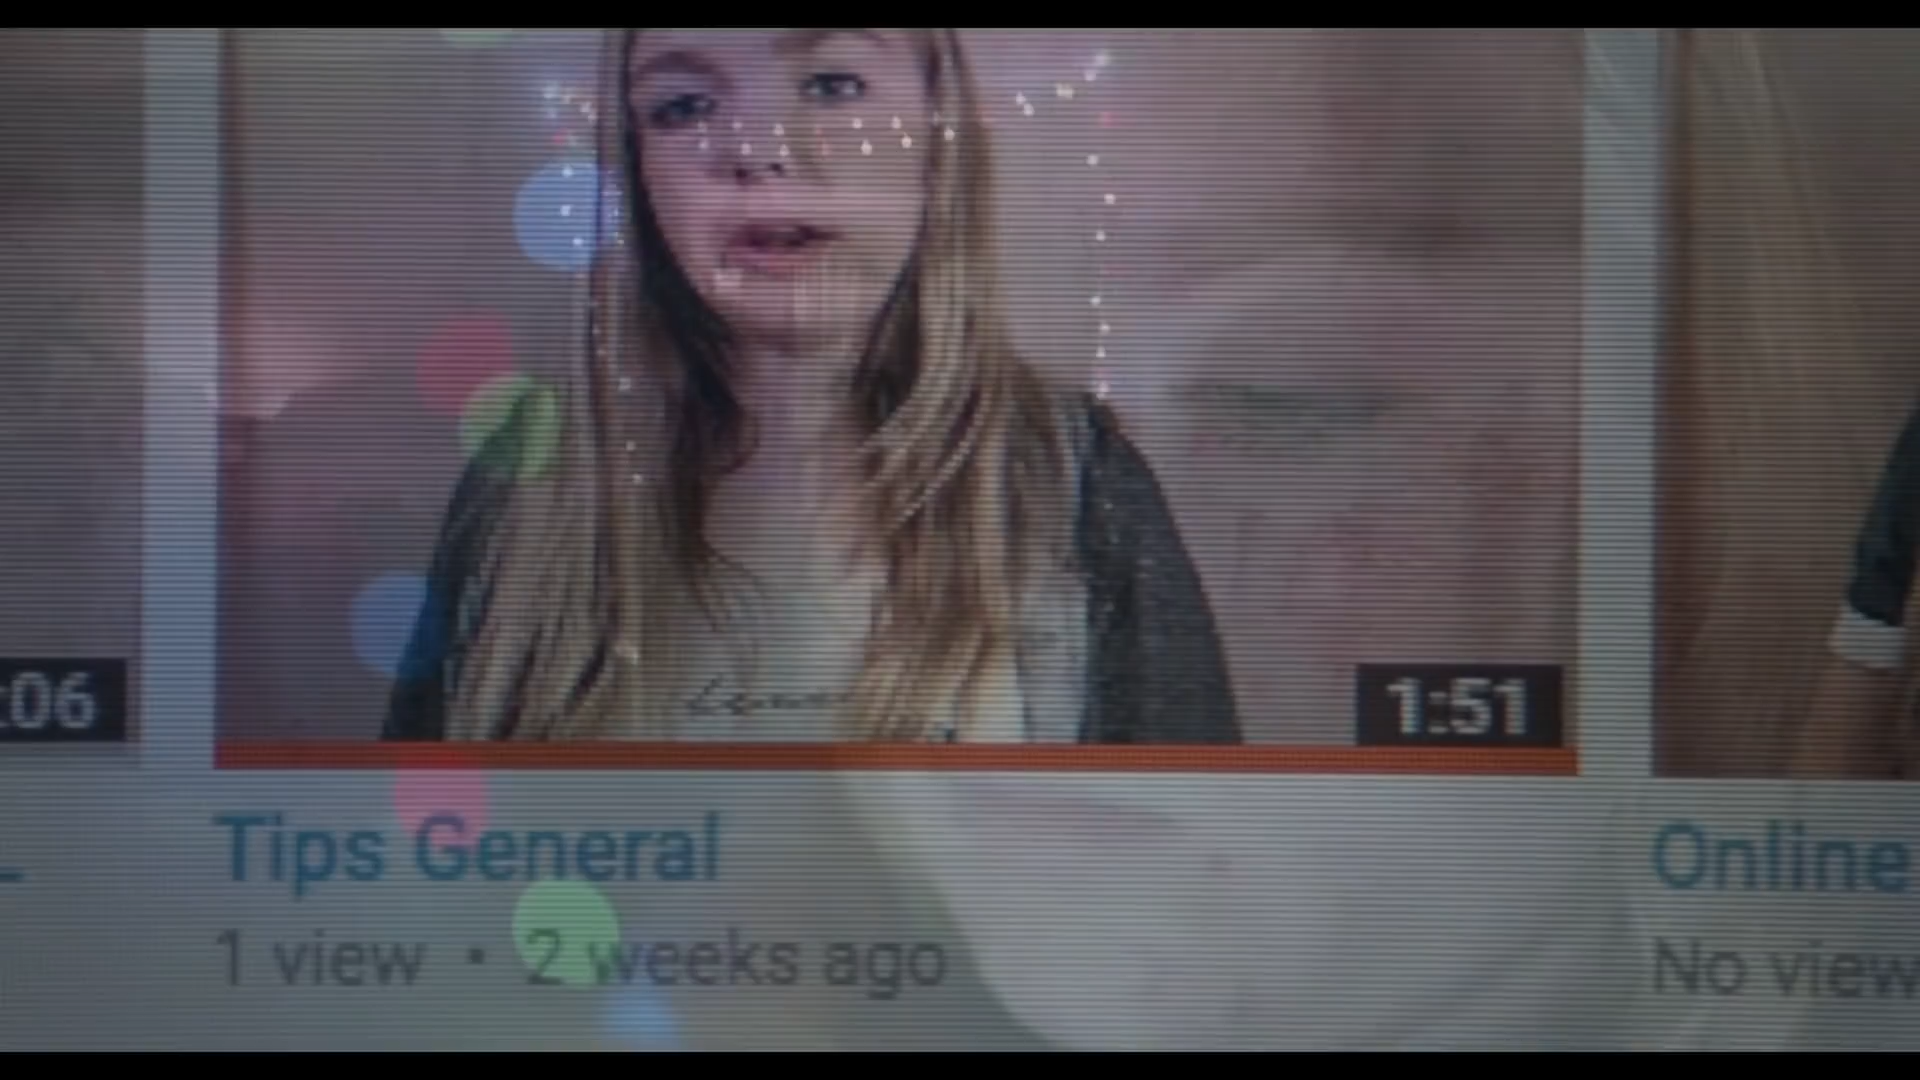 :06
1:51
Tips General
Online
1 view • 2 weeks ago
No view